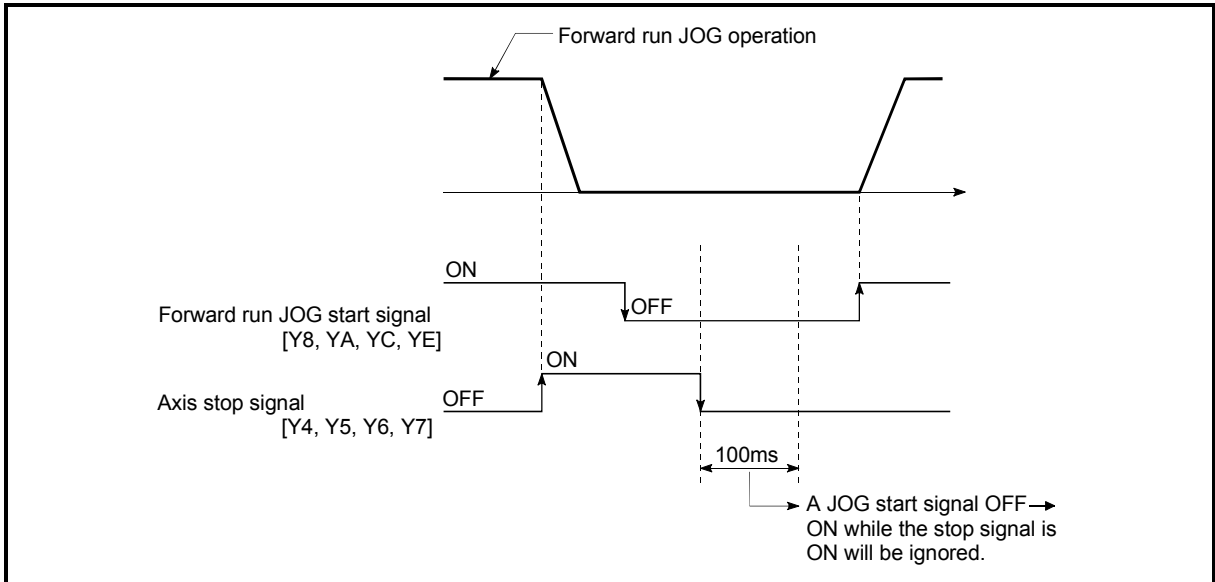 Forward run JOG operation
ON
OFF
Forward run JOG start signal
[Y8, YA, YC, YE]
ON
OFF
Axis stop signal
[Y4, Y5, Y6, Y7]
100ms
A JOG start signal OFF→
ON while the stop signal is
ON will be ignored.